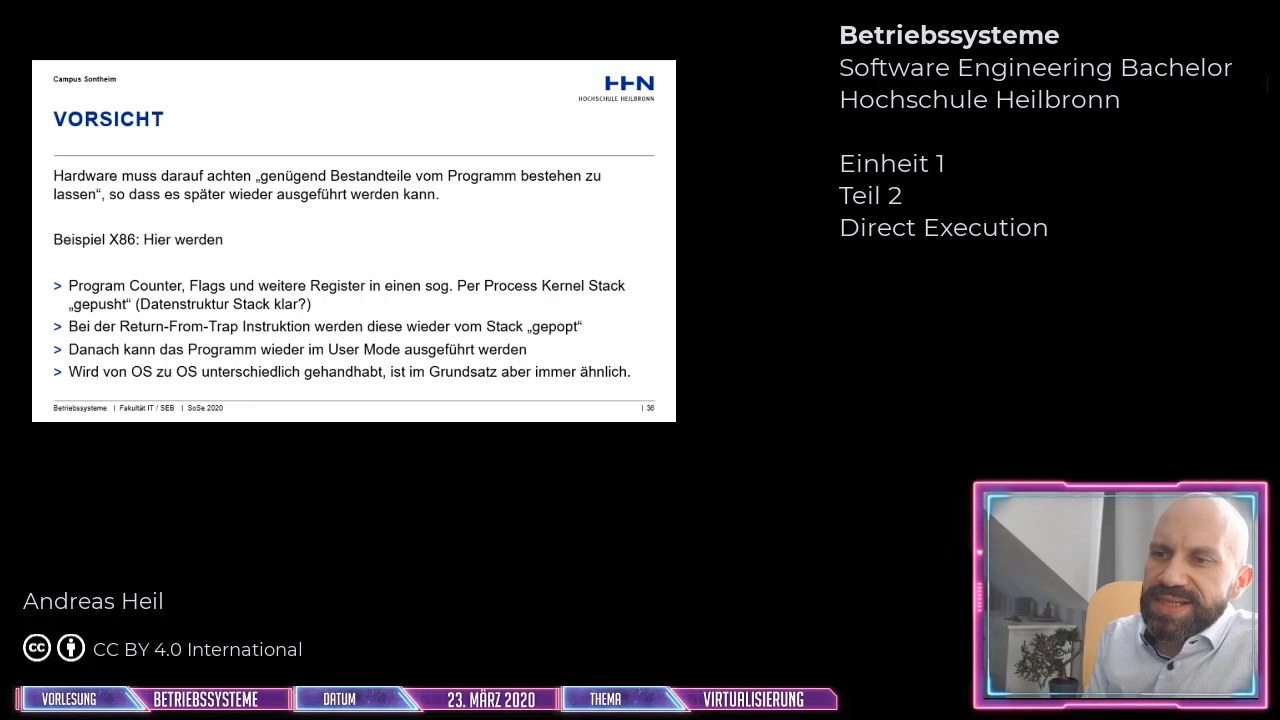 Campus Sontheim
HHN
HOCHSCHULE HEILBRONN
VORSICHT
Hardware muss darauf achten „genügend Bestandteile vom Programm bestehen zu
lassen“, so dass es später wieder ausgeführt werden kann.
Beispiel X86: Hier werden
> Program Counter, Flags und weitere Register in einen sog. Per Process Kernel Stack
„gepusht“ (Datenstruktur Stack klar?)
> Bei der Return-From-Trap Instruktion werden diese wieder vom Stack „gepopt“
> Danach kann das Programm wieder im User Mode ausgeführt werden
> Wird von OS zu OS unterschiedlich gehandhabt, ist im Grundsatz aber immer ähnlich.
Betriebssysteme | Fakultät IT / SEB | SoSe 2020 | 36
Betriebssysteme
Software Engineering Bachelor
Hochschule Heilbronn
Einheit 1
Teil 2
Direct Execution
Andreas Heil
CC BY 4.0 International
VORLESUNG BETRIEBSSYSTEME DATUM 23. MÄRZ 2020 THEMA VIRTUALISIERUNG